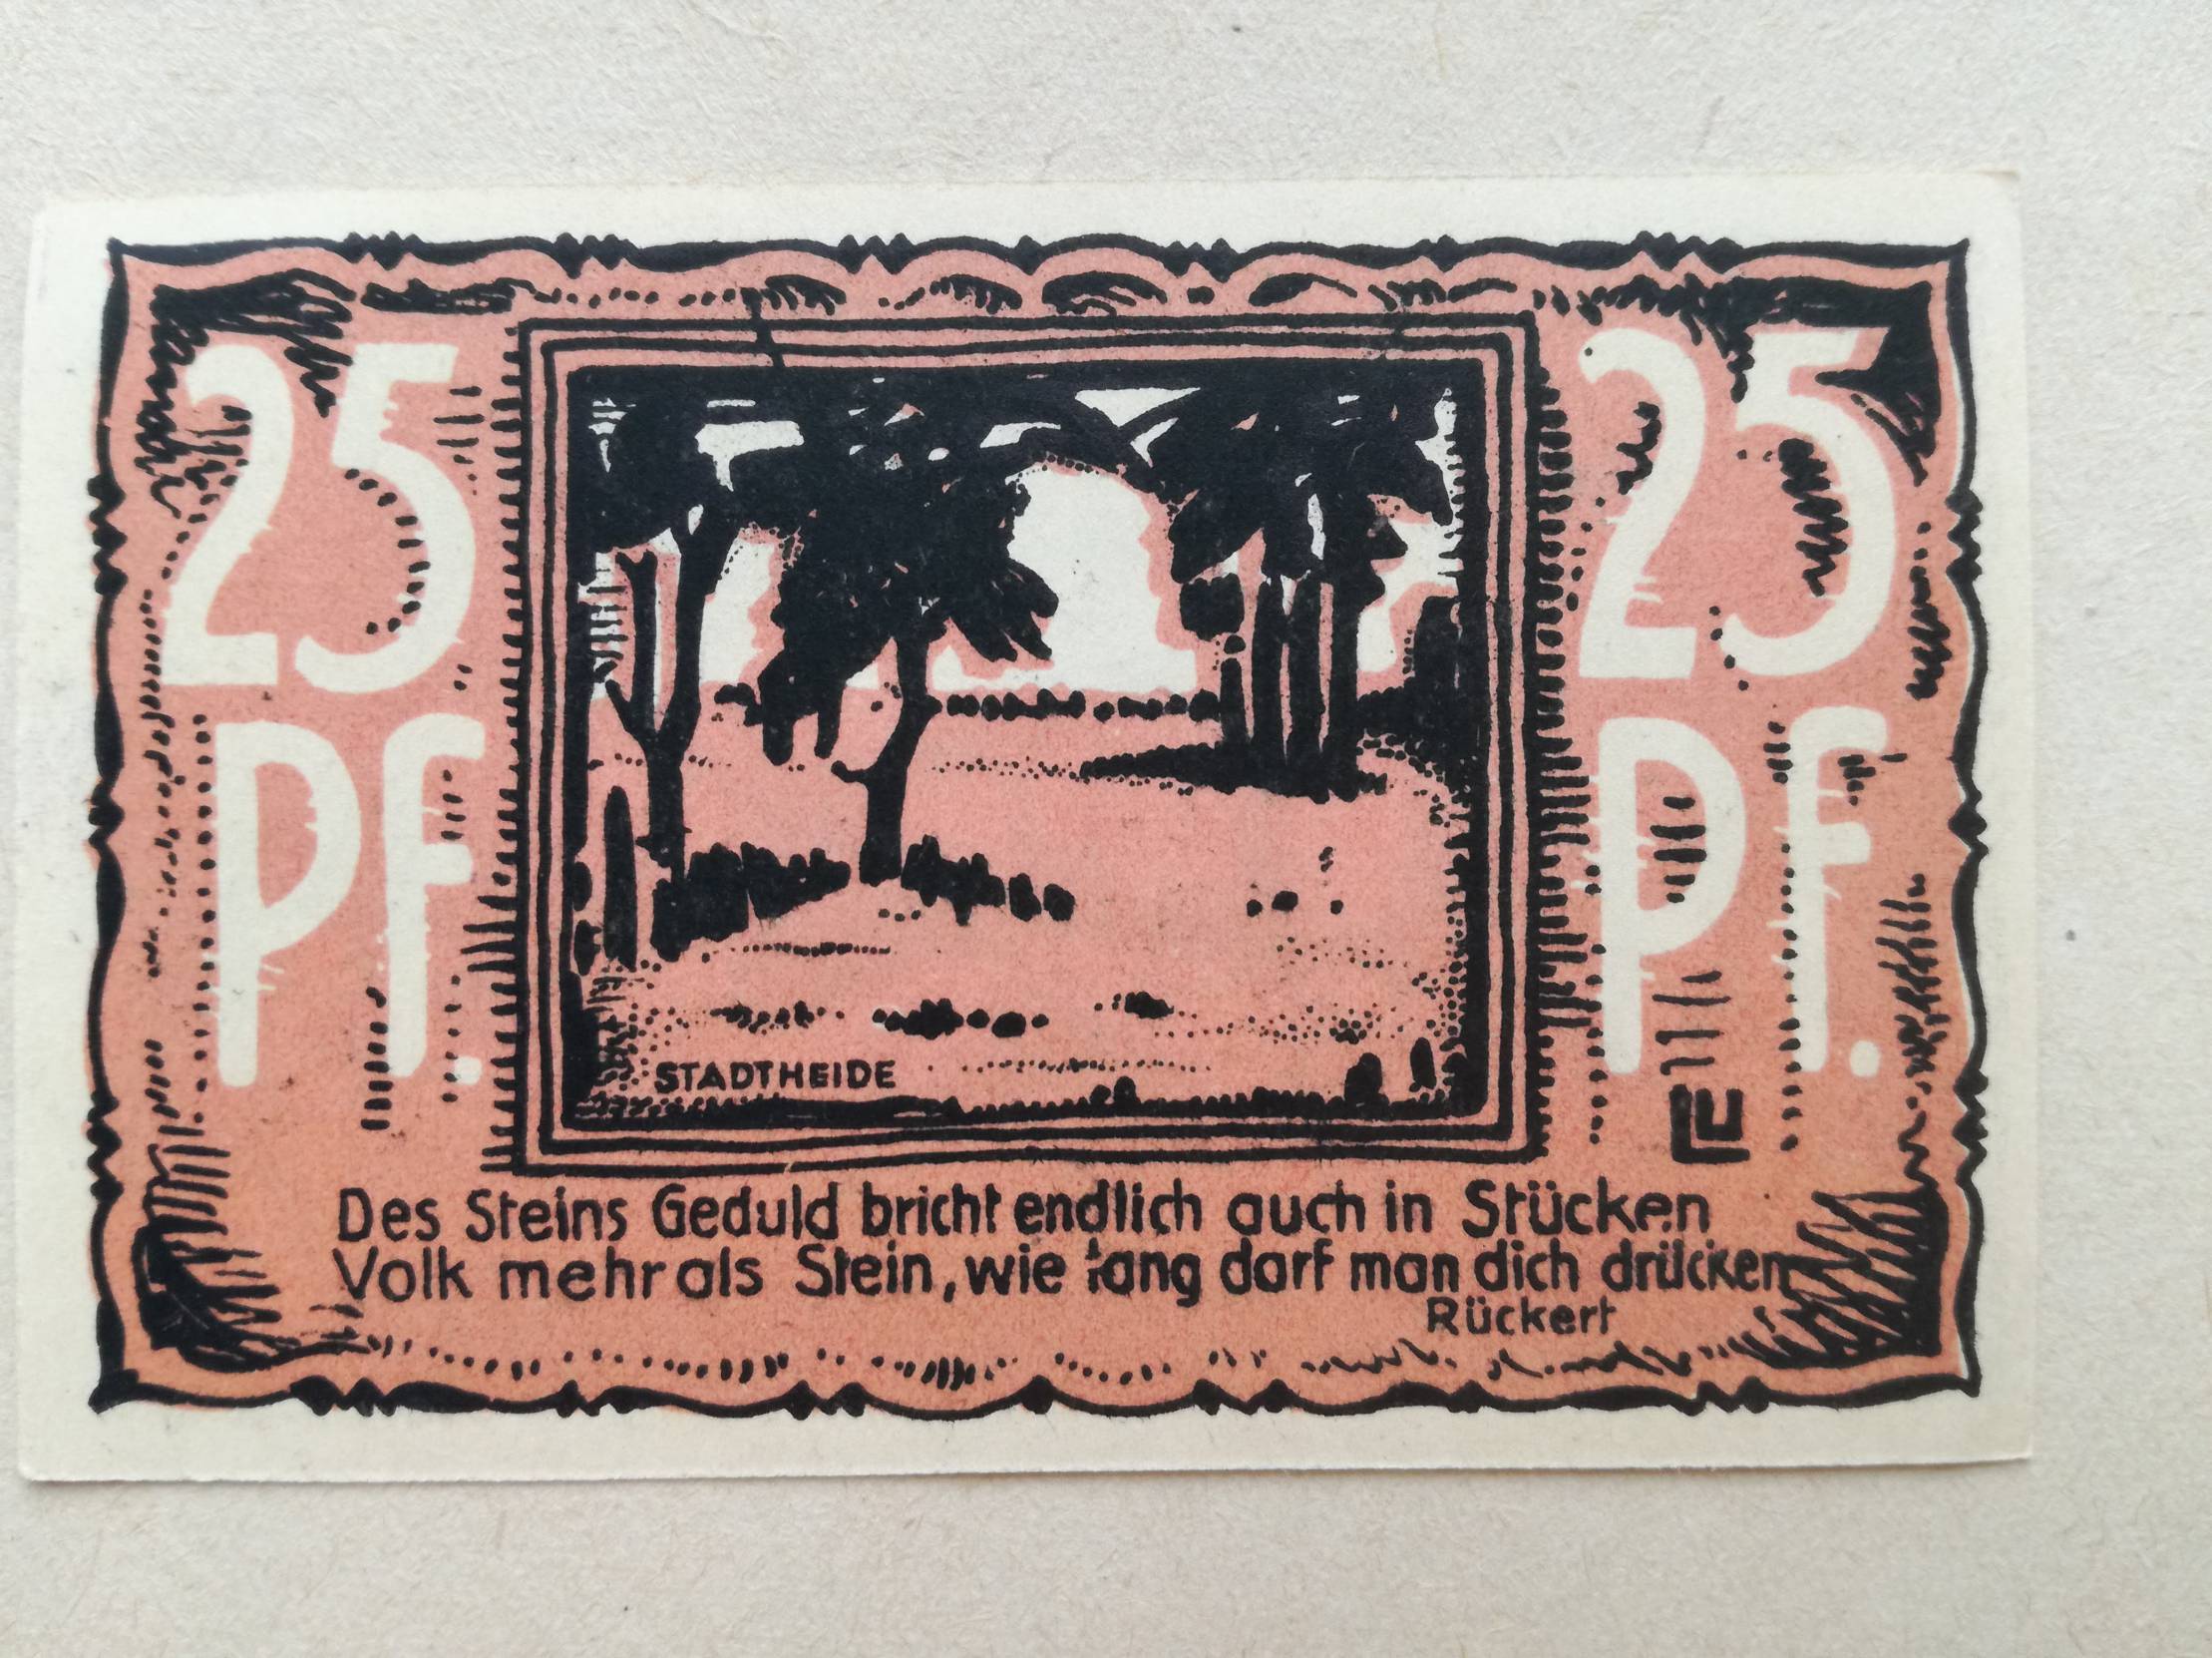 25 25
Pf. Pf.
STADTHEIDE
Des Steins Geduld bricht endlich auch in Stücken
Volk mehr als Stein, wie lang darf man dich drücken
Rückert